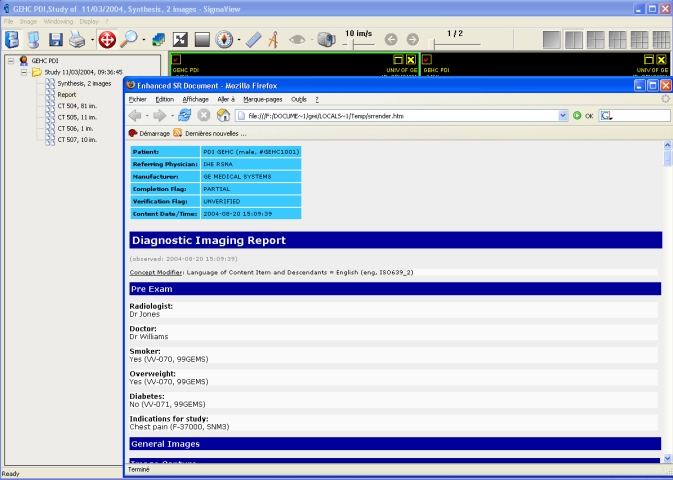 GEHC PDI,Study of 11/03/2004, Synthesis, 2 images - SignaView
File Image Windowing Display ?
10 im/s
1 / 2
GEHC PDI
Study 11/03/2004, 09:36:45
Synthesis, 2 images
Report
CT 504, 81 im.
CT 505, 11 im.
CT 506, 1 im.
CT 507, 10 im.
GEHC PDI
UNIV OF GE
GEHC PDI
UNIV OF GE
Enhanced SR Document - Mozilla Firefox
Fichier Edition Affichage Aller à Marque-pages Outils ?
file:///F:/DOCUME~1/gwi/LOCALS~1/Temp/srrender.htm
OK
G
Démarrage Dernières nouvelles ...
Patient: PDI GEHC (male, #GEHC1001)
Referring Physician: IHE RSNA
Manufacturer: GE MEDICAL SYSTEMS
Completion Flag: PARTIAL
Verification Flag: UNVERIFIED
Content Date/Time: 2004-08-20 15:09:39
Diagnostic Imaging Report
(observed: 2004-08-20 15:09:39)
Concept Modifier: Language of Content Item and Descendants = English (eng, ISO639_2)
Pre Exam
Radiologist:
Dr Jones
Doctor:
Dr Williams
Smoker:
Yes (VV-070, 99GEMS)
Overweight:
Yes (VV-070, 99GEMS)
Diabetes:
No (VV-071, 99GEMS)
Indications for study:
Chest pain (F-37000, SNM3)
General Images
Image Capture
Terminé
Ready